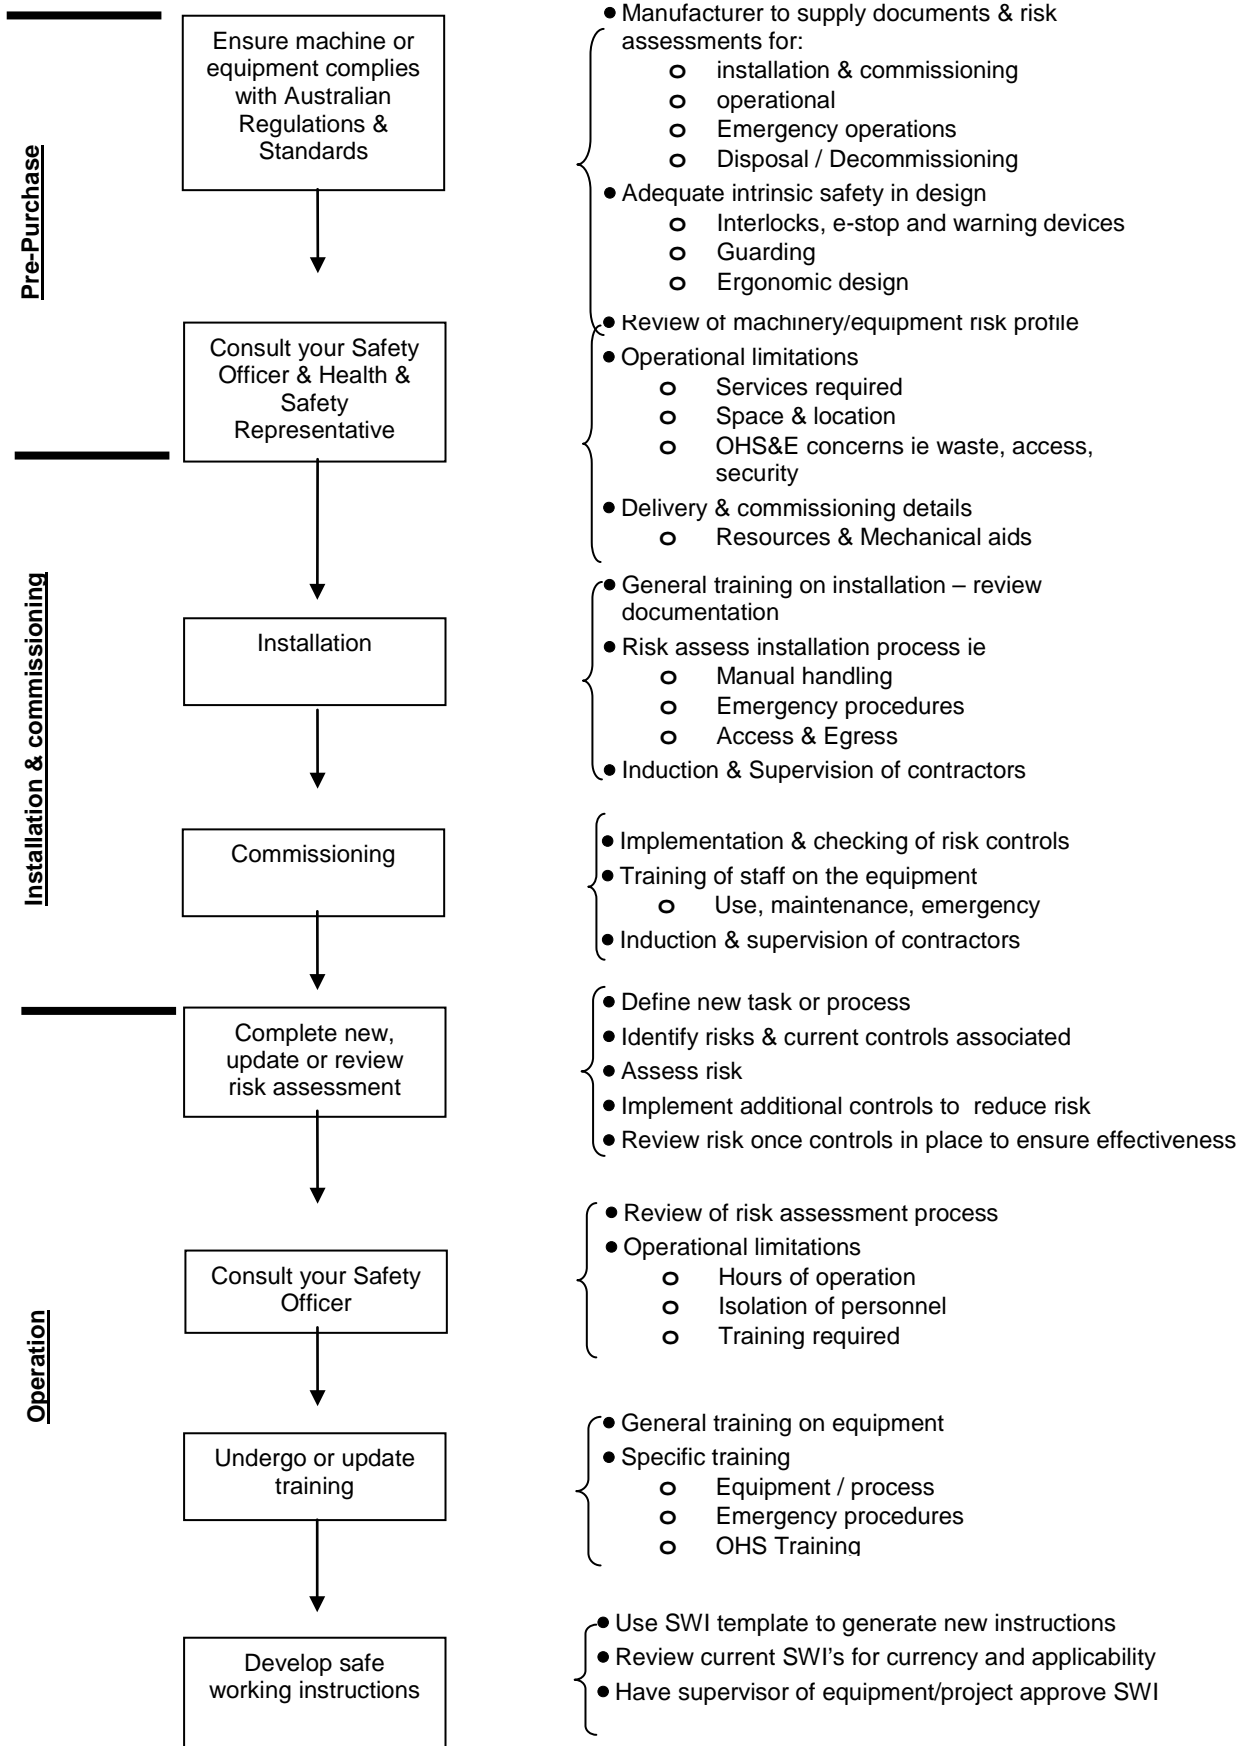 Pre-Purchase
Ensure machine or
equipment complies
with Australian
Regulations &
Standards
● Manufacturer to supply documents & risk
assessments for:
o installation & commissioning
o operational
o Emergency operations
o Disposal / Decommissioning
● Adequate intrinsic safety in design
o Interlocks, e-stop and warning devices
o Guarding
o Ergonomic design
Consult your Safety
Officer & Health &
Safety
Representative
● Review of machinery/equipment risk profile
● Operational limitations
o Services required
o Space & location
o OHS&E concerns ie waste, access,
security
● Delivery & commissioning details
o Resources & Mechanical aids
Installation & commissioning
Installation
● General training on installation – review
documentation
● Risk assess installation process ie
o Manual handling
o Emergency procedures
o Access & Egress
● Induction & Supervision of contractors
Commissioning
● Implementation & checking of risk controls
● Training of staff on the equipment
o Use, maintenance, emergency
● Induction & supervision of contractors
Operation
Complete new,
update or review
risk assessment
● Define new task or process
● Identify risks & current controls associated
● Assess risk
● Implement additional controls to reduce risk
● Review risk once controls in place to ensure effectiveness
Consult your Safety
Officer
● Review of risk assessment process
● Operational limitations
o Hours of operation
o Isolation of personnel
o Training required
Undergo or update
training
● General training on equipment
● Specific training
o Equipment / process
o Emergency procedures
o OHS Training
Develop safe
working instructions
● Use SWI template to generate new instructions
● Review current SWI's for currency and applicability
● Have supervisor of equipment/project approve SWI